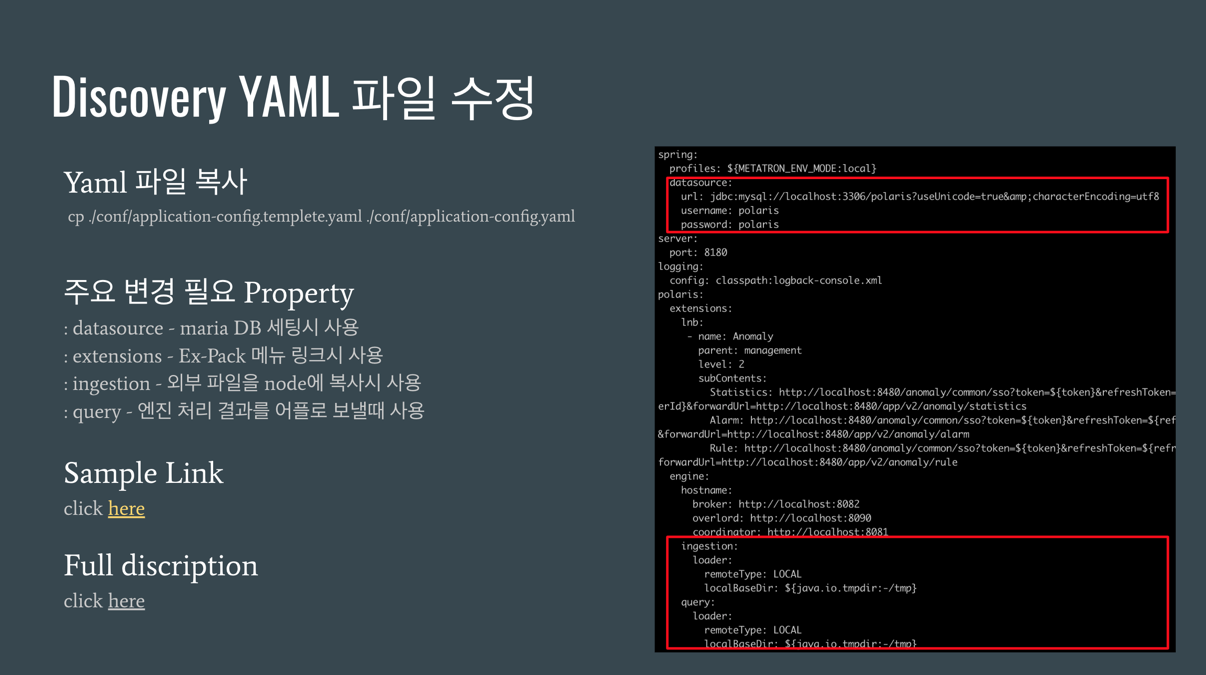 Discovery YAML 파일 수정
Yaml 파일 복사
cp ./conf/application-config.templete.yaml ./conf/application-config.yaml
주요 변경 필요 Property
: datasource - maria DB 세팅시 사용
: extensions - Ex-Pack 메뉴 링크시 사용
: ingestion - 외부 파일을 node에 복사시 사용
: query - 엔진 처리 결과를 어플로 보낼때 사용
Sample Link
click here
Full discription
click here
spring:
profiles: ${METATRON_ENV_MODE:local}
datasource:
url: jdbc:mysql://localhost:3306/polaris?useUnicode=true&amp;characterEncoding=utf8
username: polaris
password: polaris
server:
port: 8180
logging:
config: classpath:logback-console.xml
polaris:
extensions:
lnb:
- name: Anomaly
parent: management
level: 2
subContents:
Statistics: http://localhost:8480/anomaly/common/sso?token=${token}&refreshToken=
erId}&forwardUrl=http://localhost:8480/app/v2/anomaly/statistics
Alarm: http://localhost:8480/anomaly/common/sso?token=${token}&refreshToken=${ref
&forwardUrl=http://localhost:8480/app/v2/anomaly/alarm
Rule: http://localhost:8480/anomaly/common/sso?token=${token}&refreshToken=${refr
forwardUrl=http://localhost:8480/app/v2/anomaly/rule
engine:
hostname:
broker: http://localhost:8082
overlord: http://localhost:8090
coordinator: http://localhost:8081
ingestion:
loader:
remoteType: LOCAL
localBaseDir: ${java.io.tmpdir:-/tmp}
query:
loader:
remoteType: LOCAL
localBaseDir: ${java.io.tmpdir:-/tmp}